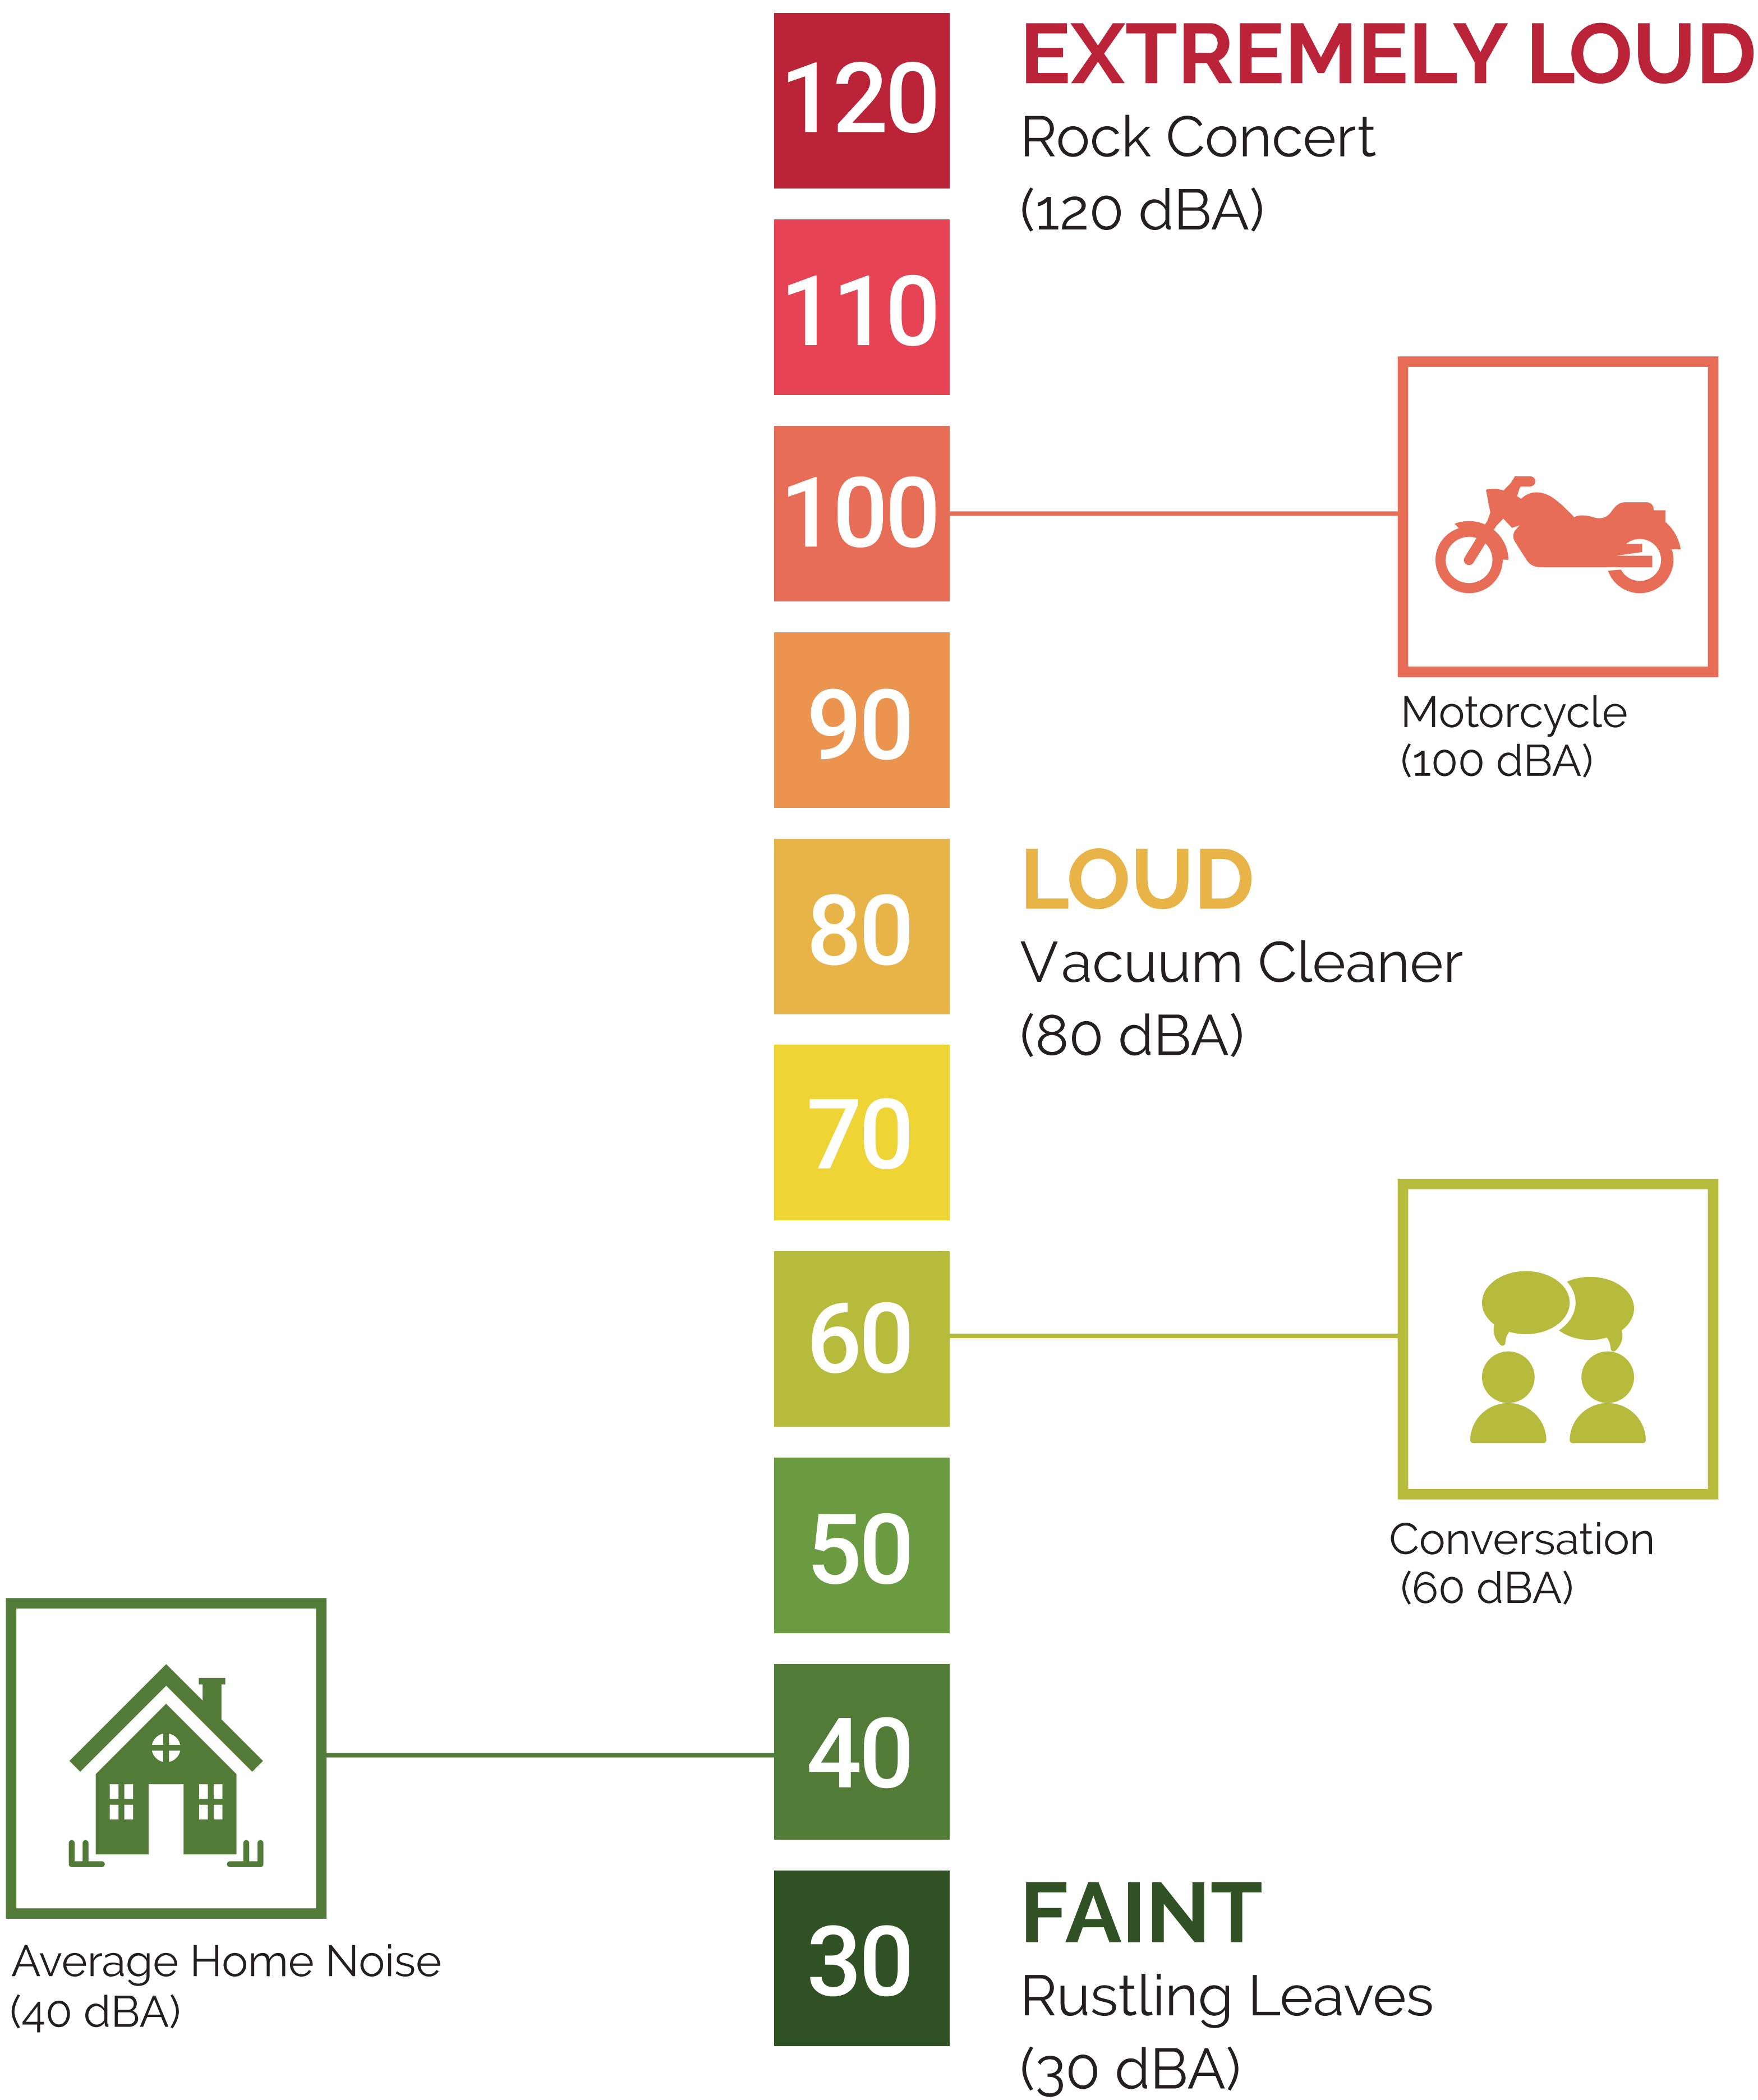 120
EXTREMELY LOUD
Rock Concert
(120 dBA)
110
100
Motorcycle
(100 dBA)
90
80
LOUD
Vacuum Cleaner
(80 dBA)
70
60
Conversation
(60 dBA)
50
40
Average Home Noise
(40 dBA)
30
FAINT
Rustling Leaves
(30 dBA)